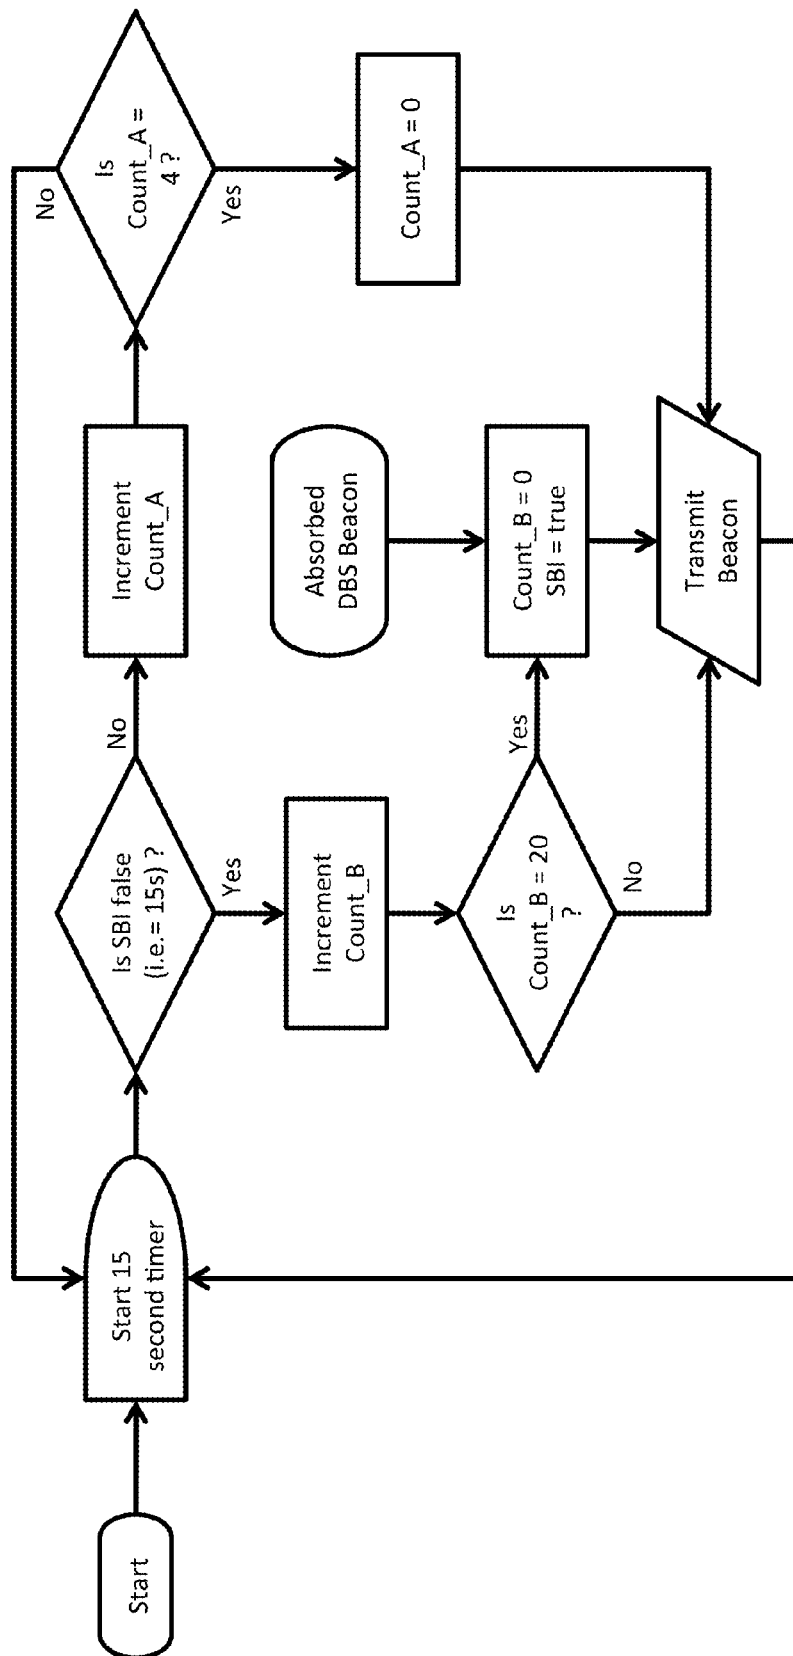 Start
Start 15
second timer
Is SBI false
(i.e.= 15s) ?
No
Increment
Count_A
Is
Count_A =
4 ?
No
Yes
Count_A = 0
Yes
Increment
Count_B
Is
Count_B = 20
?
Yes
No
Absorbed
DBS Beacon
Count_B = 0
SBI = true
Transmit
Beacon